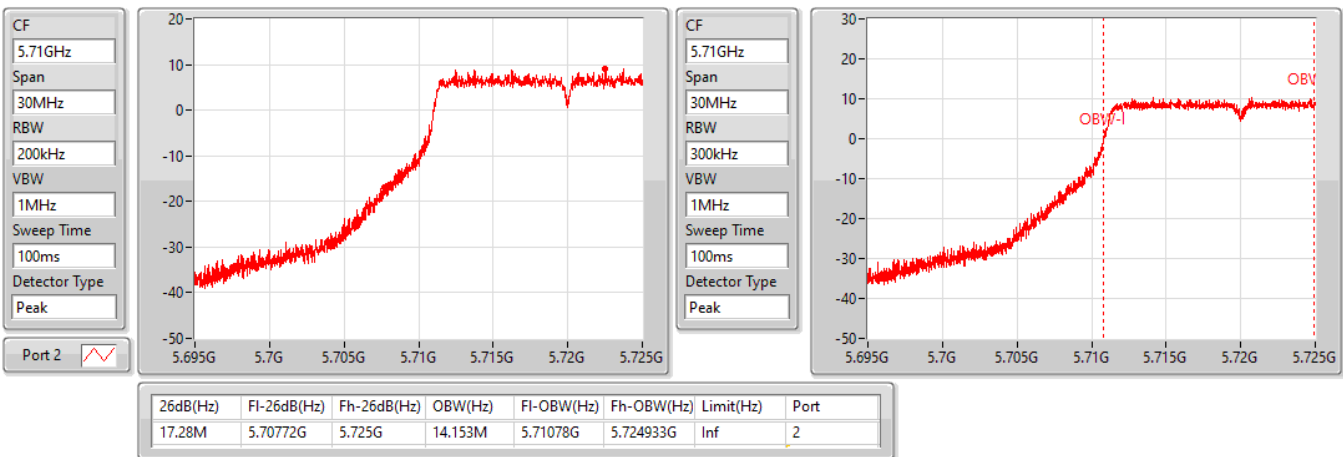 CF
5.71GHz
Span
30MHz
RBW
200kHz
VBW
1MHz
Sweep Time
100ms
Detector Type
Peak
Port 2
20
10
0
-10
-20
-30
-40
-50
5.695G 5.7G 5.705G 5.71G 5.715G 5.72G 5.725G
CF
5.71GHz
Span
30MHz
RBW
300kHz
VBW
1MHz
Sweep Time
100ms
Detector Type
Peak
30
20
10
0
-10
-20
-30
-40
-50
OBW-l
OBV
5.695G 5.7G 5.705G 5.71G 5.715G 5.72G 5.725G
26dB(Hz) Fl-26dB(Hz) Fh-26dB(Hz) OBW(Hz) Fl-OBW(Hz) Fh-OBW(Hz) Limit(Hz) Port
17.28M 5.70772G 5.725G 14.153M 5.71078G 5.724933G Inf 2